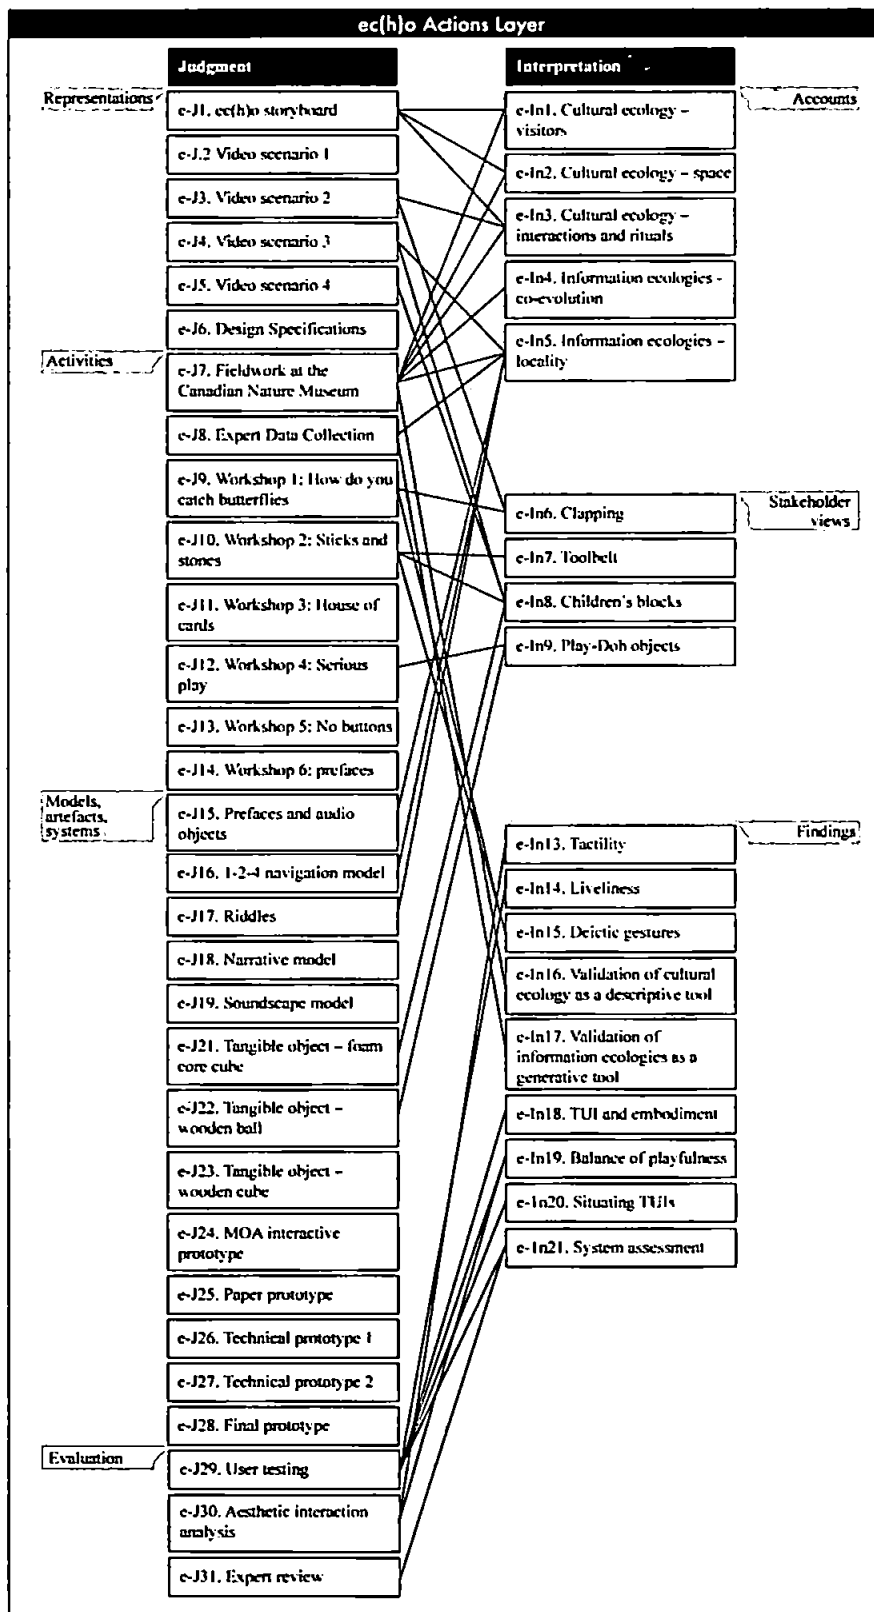 ec(h)o Actions Layer
Judgment
Interpretation
Representations
e-J1. ec(h)o storyboard
e-J.2 Video scenario 1
e-J3. Video scenario 2
e-J4. Video scenario 3
e-J5. Video scenario 4
e-J6. Design Specifications
Activities
e-J7. Fieldwork at the
Canadian Nature Museum
e-J8. Expert Data Collection
e-J9. Workshop 1: How do you
catch butterflies
e-J10. Workshop 2: Sticks and
stones
e-J11. Workshop 3: House of
cards
e-J12. Workshop 4: Serious
play
e-J13. Workshop 5: No buttons
e-J14. Workshop 6: prefaces
Models,
artefacts,
systems
e-J15. Prefaces and audio
objects
e-J16. 1-2-4 navigation model
e-J17. Riddles
e-J18. Narrative model
e-J19. Soundscape model
e-J21. Tangible object – foam
core cube
e-J22. Tangible object –
wooden ball
e-J23. Tangible object –
wooden cube
e-J24. MOA interactive
prototype
e-J25. Paper prototype
e-J26. Technical prototype 1
e-J27. Technical prototype 2
e-J28. Final prototype
Evaluation
e-J29. User testing
e-J30. Aesthetic interaction
analysis
e-J31. Expert review
Accounts
e-In1. Cultural ecology –
visitors
e-In2. Cultural ecology – space
e-In3. Cultural ecology –
interactions and rituals
e-In4. Information ecologies -
co-evolution
e-In5. Information ecologies –
locality
Stakeholder
views
e-In6. Clapping
e-In7. Toolbelt
e-In8. Children's blocks
e-In9. Play-Doh objects
Findings
e-In13. Tactility
e-In14. Liveliness
e-In15. Deictic gestures
e-In16. Validation of cultural
ecology as a descriptive tool
e-In17. Validation of
information ecologies as a
generative tool
e-In18. TUI and embodiment
e-In19. Balance of playfulness
e-In20. Situating TUIs
e-In21. System assessment